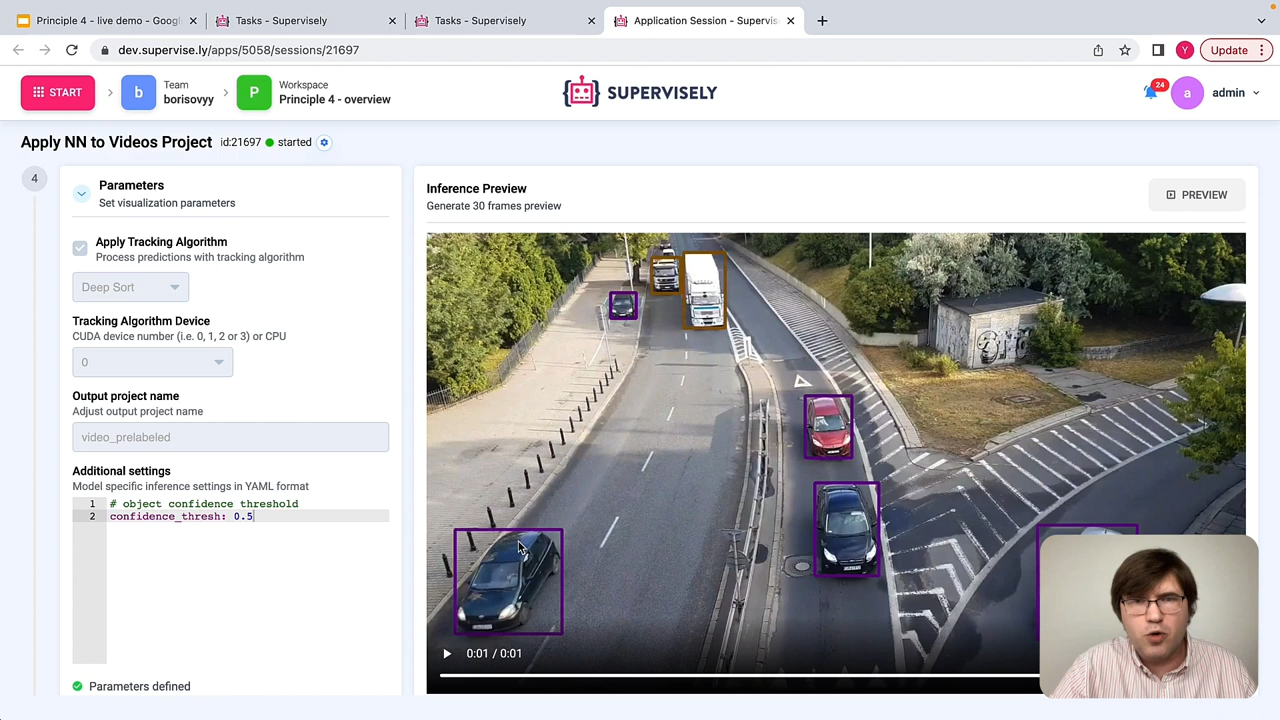 Principle 4 - live demo - Goog
Tasks - Supervisely
Tasks - Supervisely
Application Session - Supervis
dev.supervise.ly/apps/5058/sessions/21697
Y
Update
START
b
Team
borisovyy
P
Workspace
Principle 4 - overview
SUPERVISELY
24
a
admin
Apply NN to Videos Project
id:21697
started
4
Parameters
Set visualization parameters
Apply Tracking Algorithm
Process predictions with tracking algorithm
Deep Sort
Tracking Algorithm Device
CUDA device number (i.e. 0, 1, 2 or 3) or CPU
0
Output project name
Adjust output project name
video_prelabeled
Additional settings
Model specific inference settings in YAML format
1 # object confidence threshold
2 confidence_thresh: 0.5
Parameters defined
Inference Preview
Generate 30 frames preview
PREVIEW
0:01 / 0:01